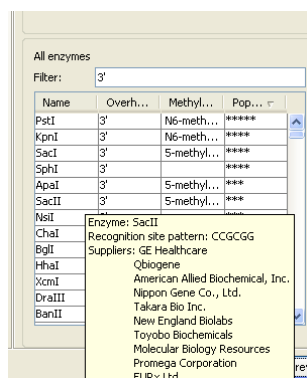 All enzymes
Filter: 3'
Name Overh... Methyl... Pop...
PstI 3' N6-meth... *****
KpnI 3' N6-meth... *****
SacI 3' 5-methyl... ****
SphI 3' ****
ApaI 3' 5-methyl... ***
SacII 3' 5-methyl... ***
NsiI
ChaI
BglI
HhaI
XcmI
DraIII
BanII
Enzyme: SacII
Recognition site pattern: CCGCGG
Suppliers: GE Healthcare
Qbiogene
American Allied Biochemical, Inc.
Nippon Gene Co., Ltd.
Takara Bio Inc.
New England Biolabs
Toyobo Biochemicals
Molecular Biology Resources
Promega Corporation
EURx Ltd.